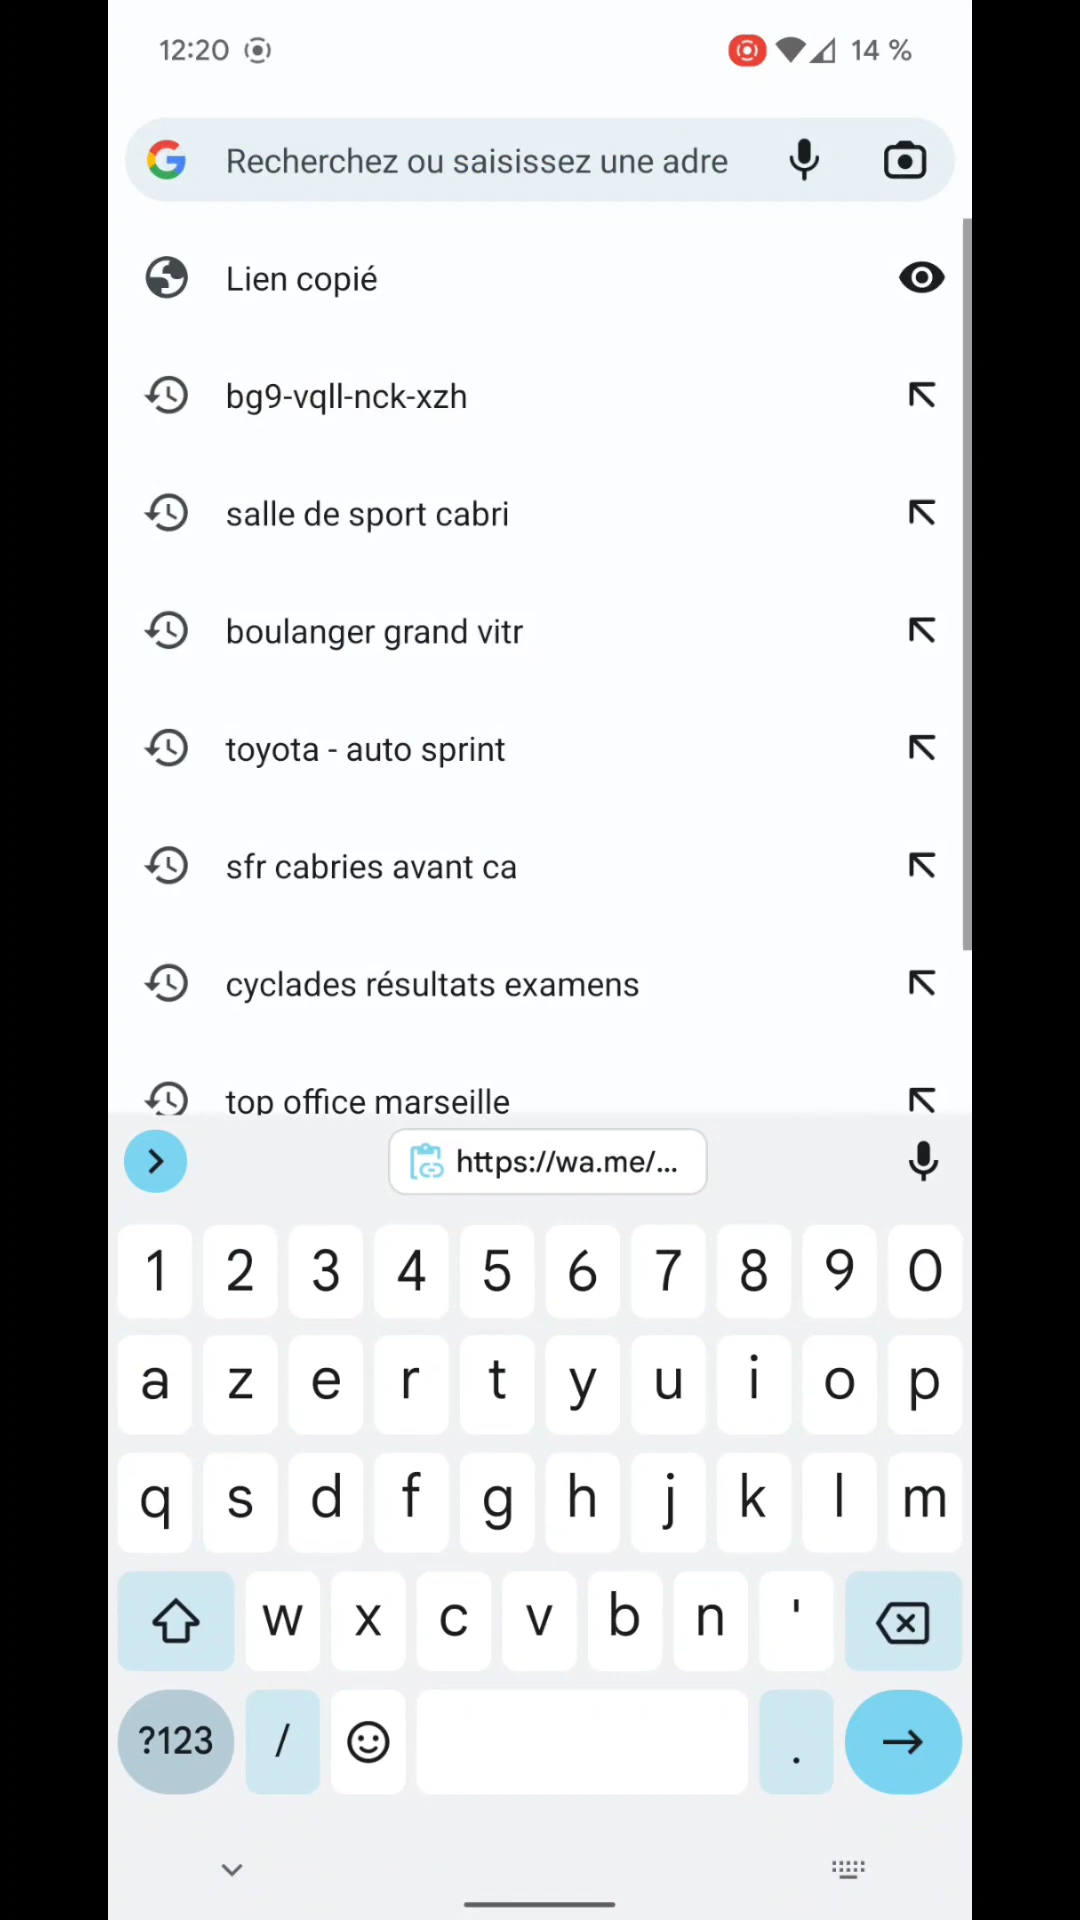 12:20
14 %
Recherchez ou saisissez une adre
Lien copié
bg9-vqll-nck-xzh
salle de sport cabri
boulanger grand vitr
toyota - auto sprint
sfr cabries avant ca
cyclades résultats examens
top office marseille
https://wa.me/...
1 2 3 4 5 6 7 8 9 0
a z e r t y u i o p
q s d f g h j k l m
w x c v b n '
?123 / .